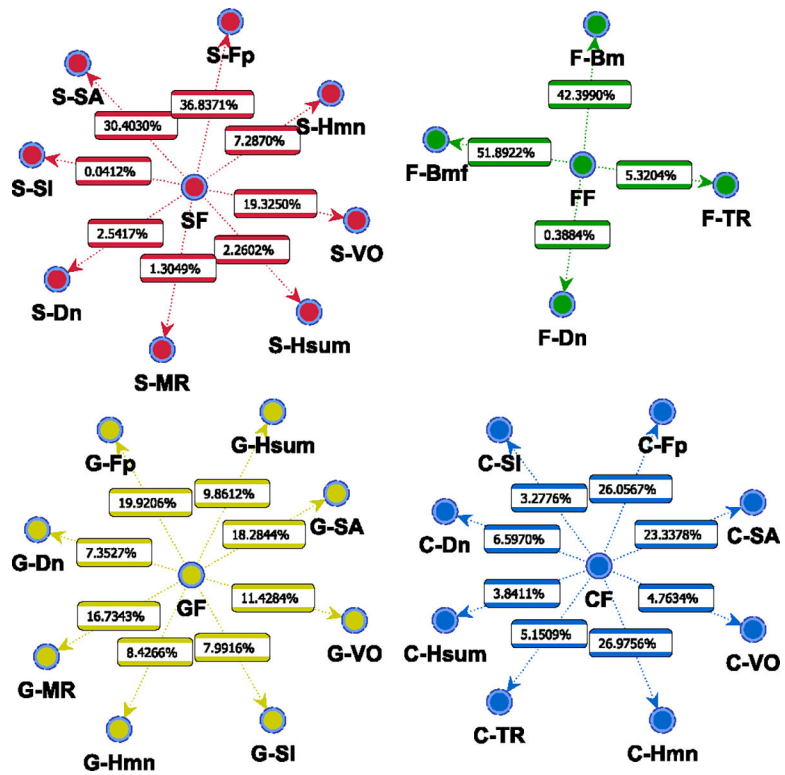 S-Fp
S-SA
36.8371%
30.4030%
7.2870%
S-Hmn
S-SI
0.0412%
SF
19.3250%
S-VO
2.5417%
1.3049%
2.2602%
S-Dn
S-Hsum
S-MR
F-Bm
42.3990%
F-Bmf
51.8922%
FF
5.3204%
F-TR
0.3884%
F-Dn
G-Fp
G-Hsum
19.9206%
9.8612%
G-SA
18.2844%
G-Dn
7.3527%
GF
11.4284%
16.7343%
G-VO
8.4266%
7.9916%
G-MR
G-Hmn
G-SI
C-SI
C-Fp
3.2776%
26.0567%
C-Dn
6.5970%
23.3378%
C-SA
3.8411%
CF
4.7634%
C-Hsum
5.1509%
26.9756%
C-VO
C-TR
C-Hmn